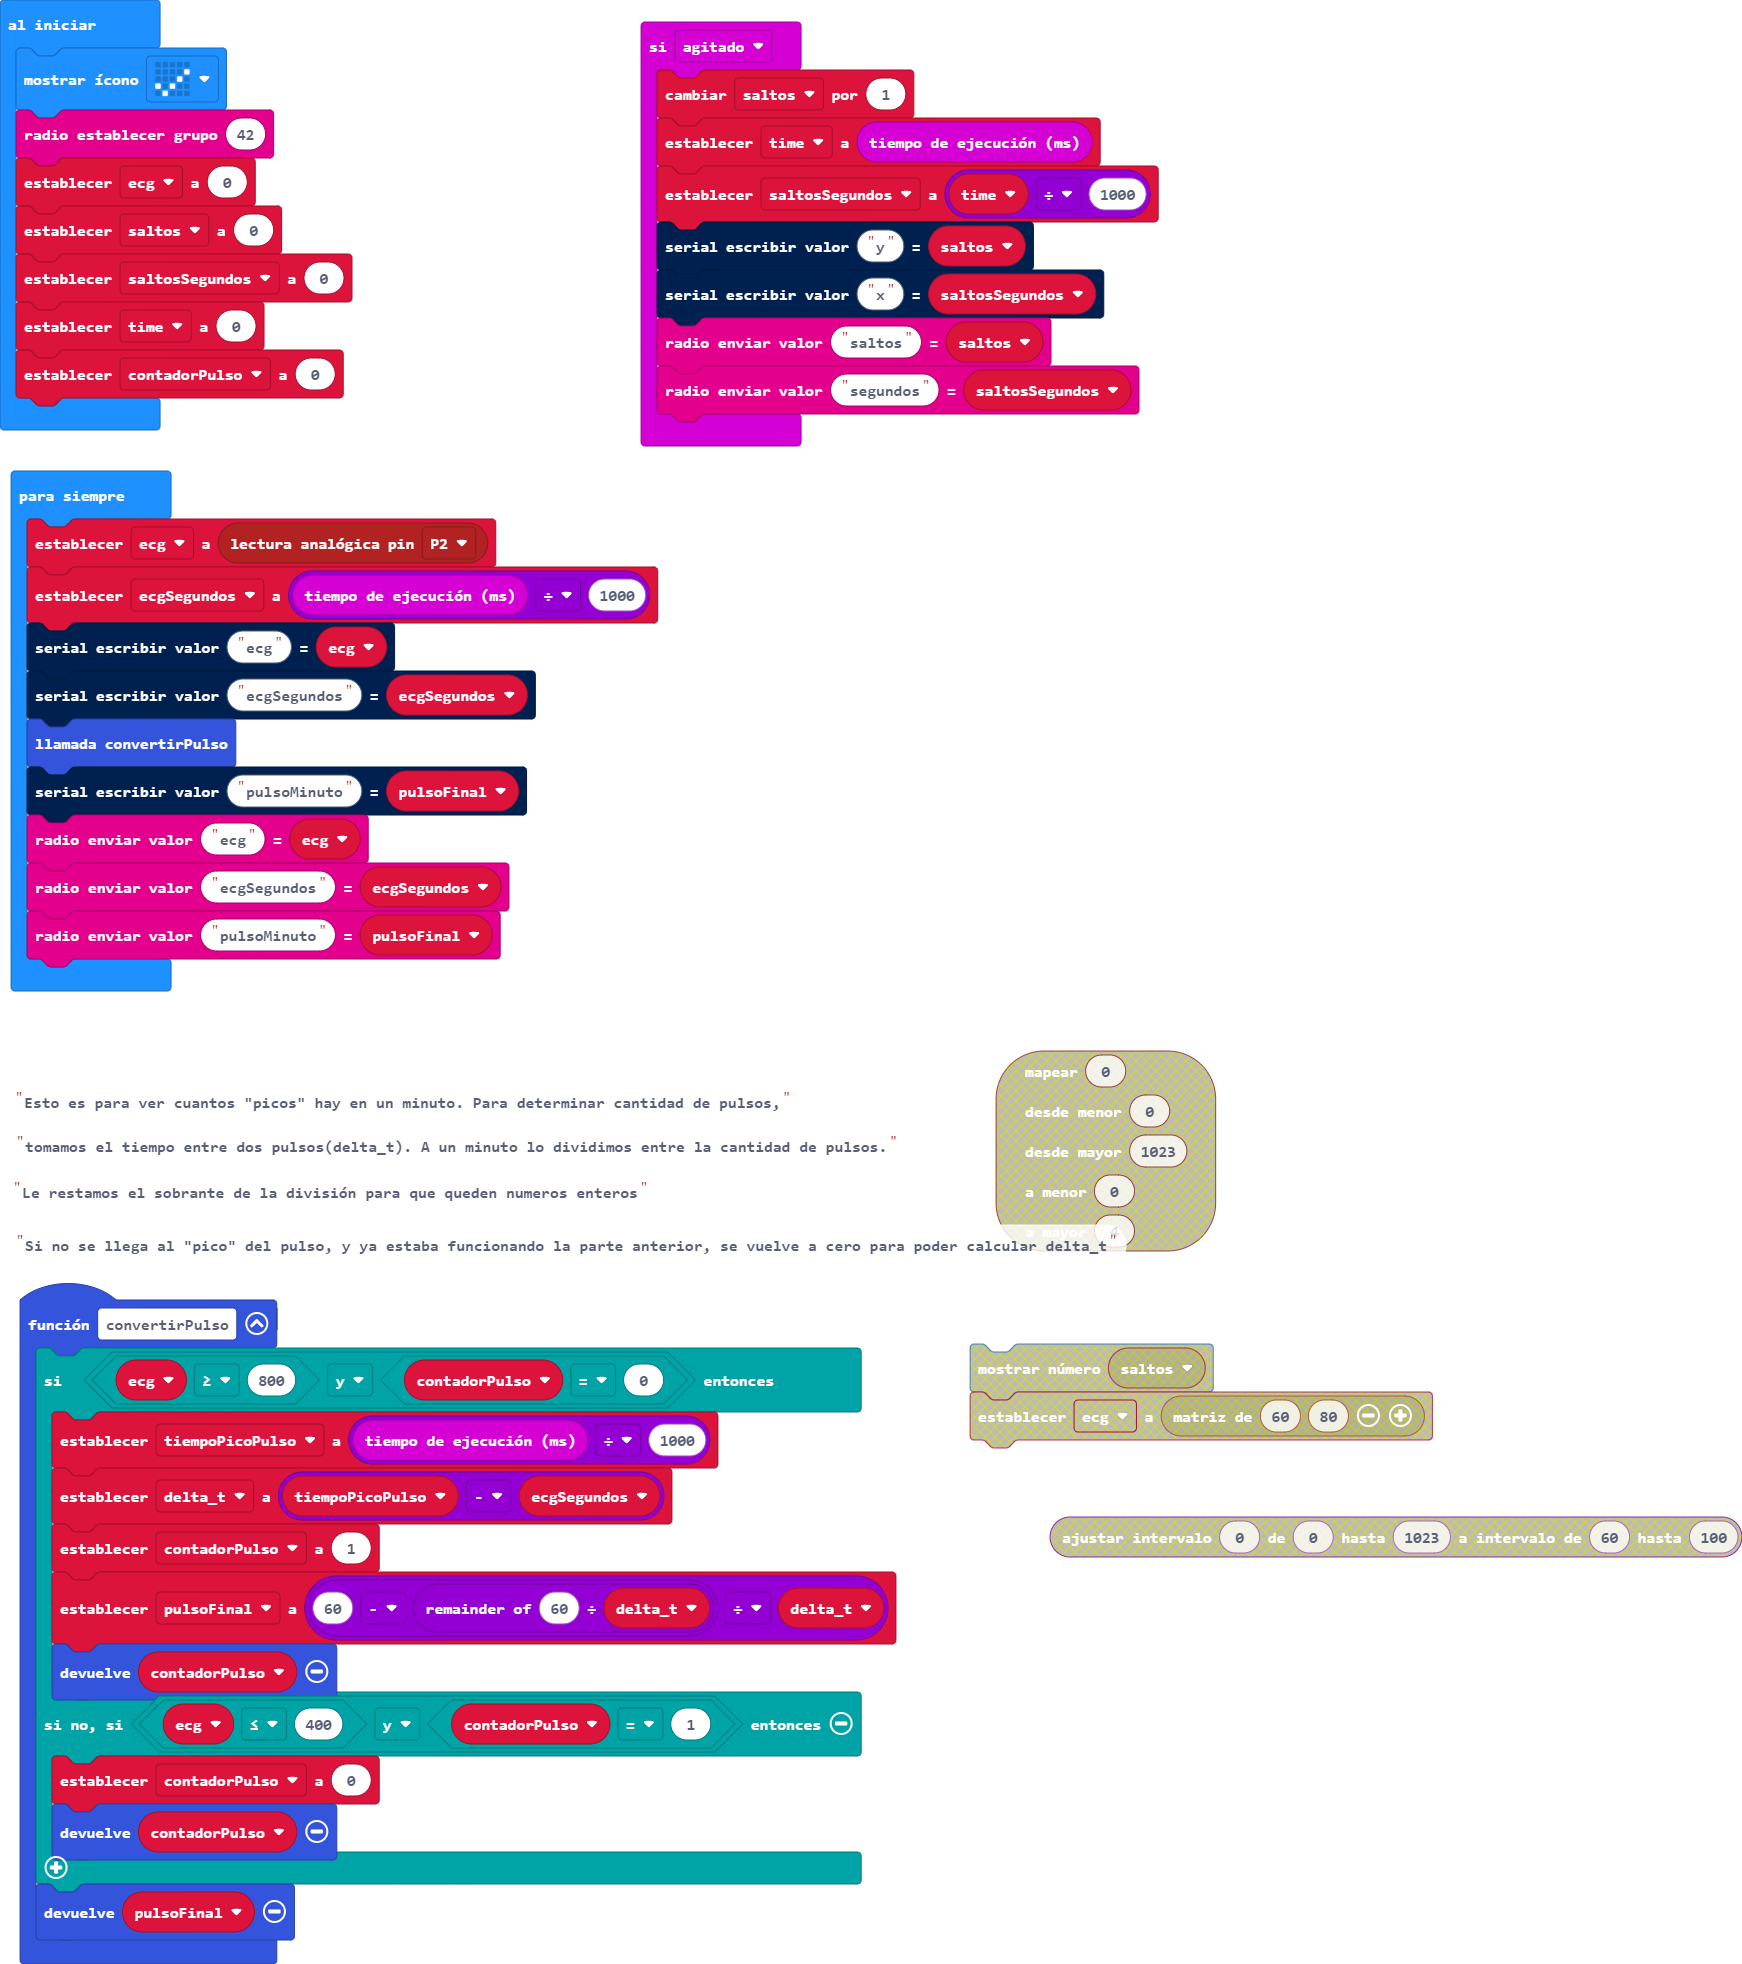 al iniciar
mostrar ícono
radio establecer grupo 42
establecer ecg a 0
establecer saltos a 0
establecer saltosSegundos a 0
establecer time a 0
establecer contadorPulso a 0
si agitado
cambiar saltos por 1
establecer time a tiempo de ejecución (ms)
establecer saltosSegundos a time ÷ 1000
serial escribir valor "y" = saltos
serial escribir valor "x" = saltosSegundos
radio enviar valor "saltos" = saltos
radio enviar valor "segundos" = saltosSegundos
para siempre
establecer ecg a lectura analógica pin P2
establecer ecgSegundos a tiempo de ejecución (ms) ÷ 1000
serial escribir valor "ecg" = ecg
serial escribir valor "ecgSegundos" = ecgSegundos
llamada convertirPulso
serial escribir valor "pulsoMinuto" = pulsoFinal
radio enviar valor "ecg" = ecg
radio enviar valor "ecgSegundos" = ecgSegundos
radio enviar valor "pulsoMinuto" = pulsoFinal
"Esto es para ver cuantos "picos" hay en un minuto. Para determinar cantidad de pulsos,"
"tomamos el tiempo entre dos pulsos(delta_t). A un minuto lo dividimos entre la cantidad de pulsos."
"Le restamos el sobrante de la división para que queden numeros enteros"
"Si no se llega al "pico" del pulso, y ya estaba funcionando la parte anterior, se vuelve a cero para poder calcular delta_t"
mapear 0
desde menor 0
desde mayor 1023
a menor 0
a mayor
función convertirPulso
si ecg ≥ 800 y contadorPulso = 0 entonces
establecer tiempoPicoPulso a tiempo de ejecución (ms) ÷ 1000
establecer delta_t a tiempoPicoPulso - ecgSegundos
establecer contadorPulso a 1
establecer pulsoFinal a 60 - remainder of 60 ÷ delta_t ÷ delta_t
devuelve contadorPulso
si no, si ecg ≤ 400 y contadorPulso = 1 entonces
establecer contadorPulso a 0
devuelve contadorPulso
devuelve pulsoFinal
mostrar número saltos
establecer ecg a matriz de 60 80
ajustar intervalo 0 de 0 hasta 1023 a intervalo de 60 hasta 100